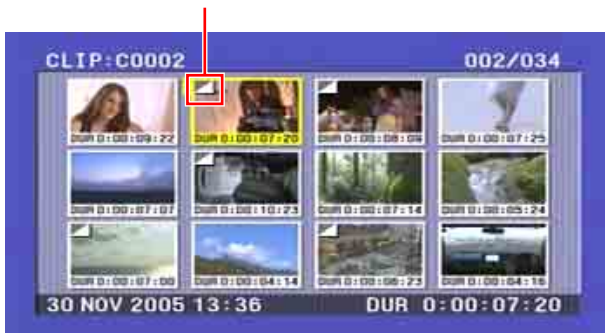 CLIP:C0002 002/034
DUR 0:00:09:22 DUR 0:00:07:20 DUR 0:00:08:09 DUR 0:00:07:25
DUR 0:00:07:07 DUR 0:00:10:23 DUR 0:00:07:14 DUR 0:00:05:24
DUR 0:00:07:00 DUR 0:00:04:14 DUR 0:00:06:23 DUR 0:00:04:16
30 NOV 2005 13:36 DUR 0:00:07:20